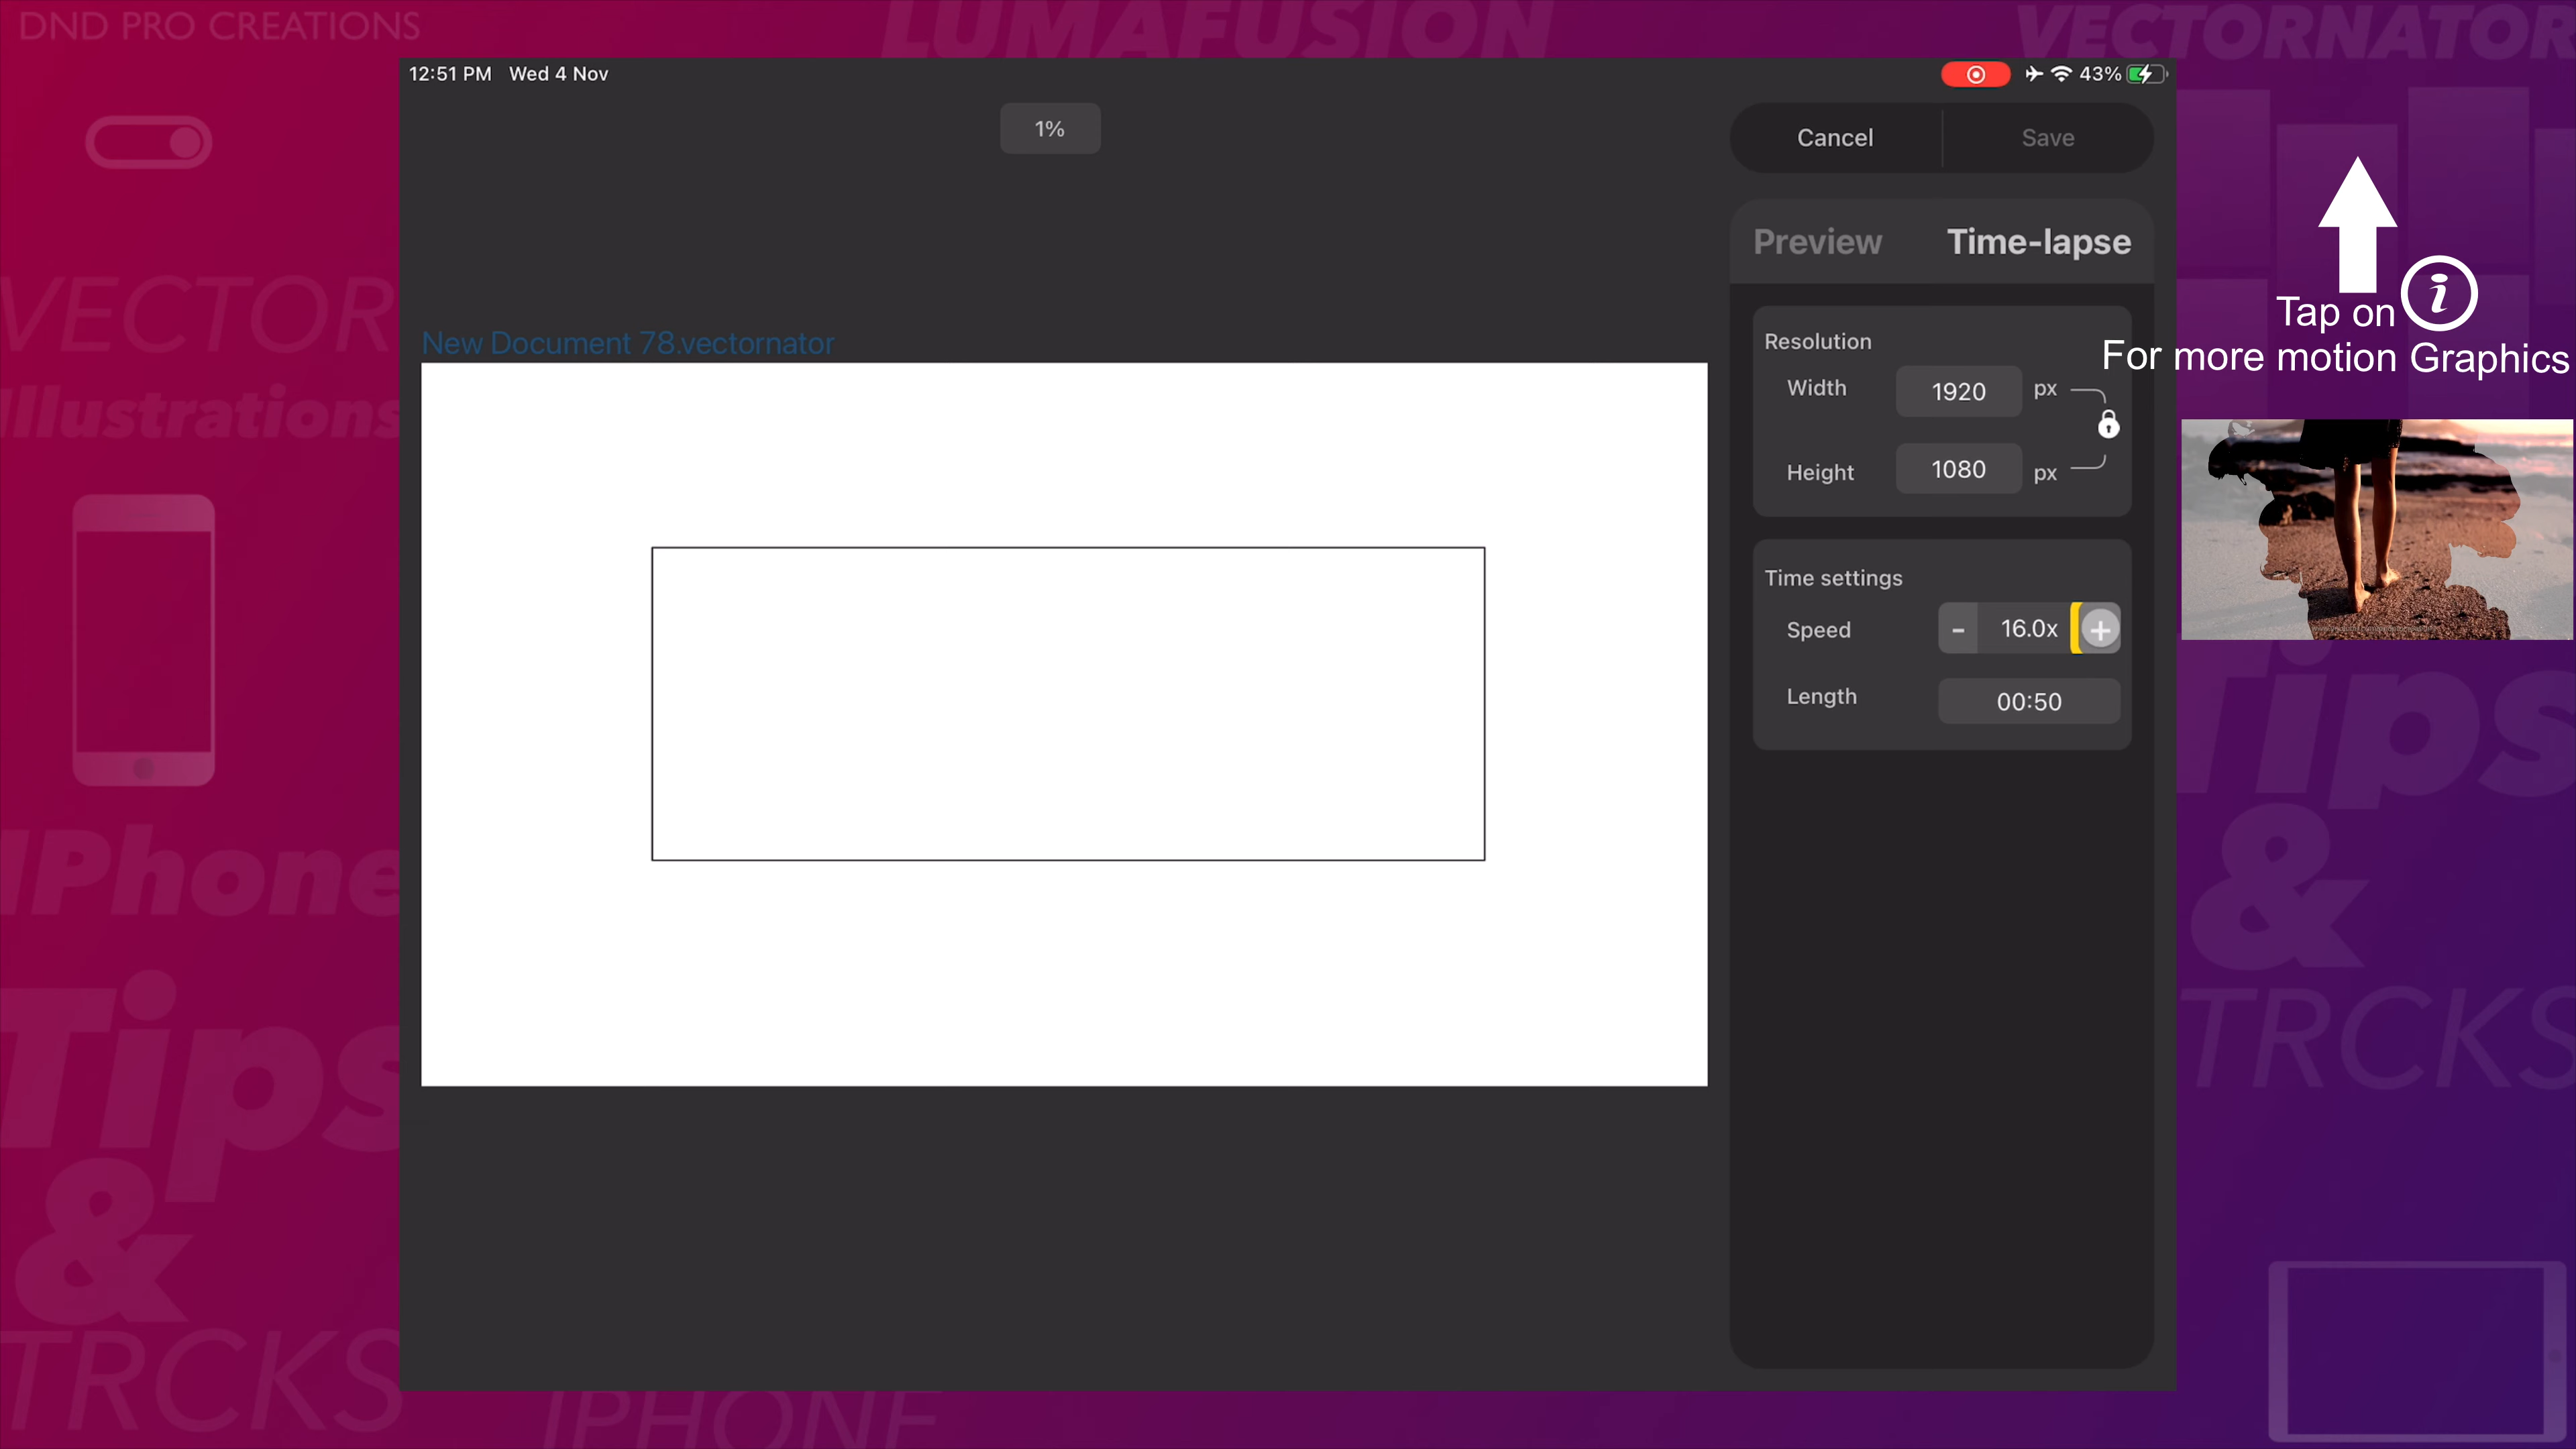 DND PRO CREATIONS
LUMAFUSION
VECTORNATOR
12:51 PM Wed 4 Nov
43%
1%
Cancel
Save
Preview
Time-lapse
VECTOR
Illustrations
Tap on i
For more motion Graphics
New Document 78.vectornator
Resolution
Width 1920 px
Height 1080 px
Time settings
Speed - 16.0x +
Length 00:50
IPhone
Tips
&
TRCKS
Tips
&
TRCKS
IPHONE